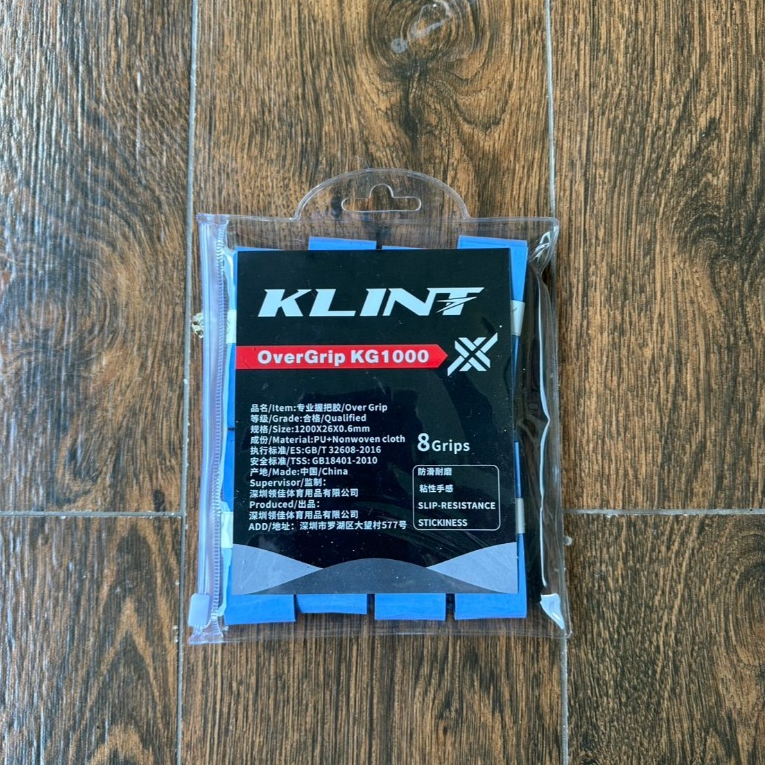 KLINT
OverGrip KG1000
品名/Item:专业握把胶/Over Grip
等级/Grade:合格/Qualified
规格/Size:1200X26X0.6mm
成份/Material:PU+Nonwoven cloth
执行标准/ES:GB/T 32608-2016
安全标准/TSS: GB18401-2010
产地/Made:中国/China
Supervisor/监制：
深圳领佳体育用品有限公司
Produced/出品：
深圳领佳体育用品有限公司
ADD/地址：深圳市罗湖区大望村577号
8Grips
防滑耐磨
粘性手感
SLIP-RESISTANCE
STICKINESS